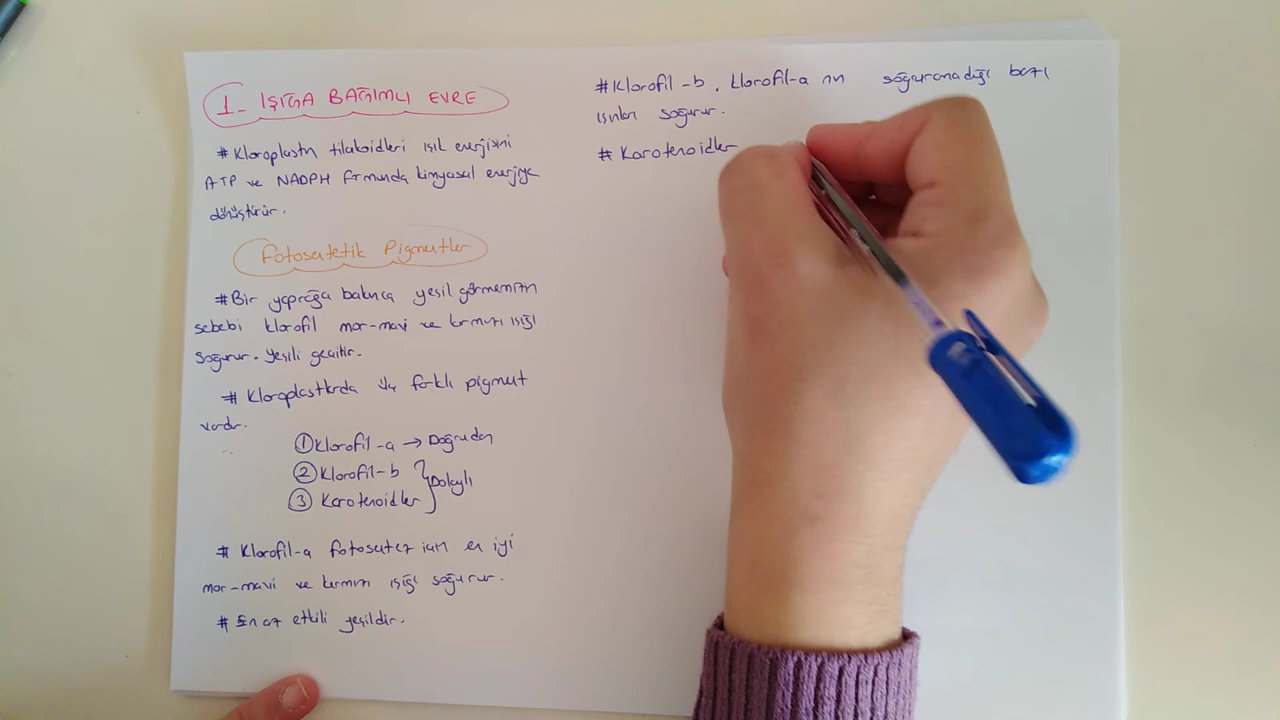 1- IŞIĞA BAĞIMLI EVRE
# Kloroplastın tilakoidleri ışık enerjisini
ATP ve NADPH formunda kimyasal enerjiye
dönüştürür.
Fotosentetik Pigmentler
# Bir yaprağa bakınca yeşil görmemizin
sebebi klorofil mor-mavi ve kırmızı ışığı
soğurur. Yeşili geçitir.
# Kloroplastlarda üç farklı pigment
vardır.
① Klorofil-a → Doğrudan
② Klorofil-b } Dolaylı
③ Karotenoidler
# Klorofil-a fotosentez için en iyi
mor-mavi ve kırmızı ışığı soğurur.
# En az etkili yeşildir.
# Klorofil-b, klorofil-a nın soğuramadığı bazı
ışınları soğurur.
# Karotenoidler